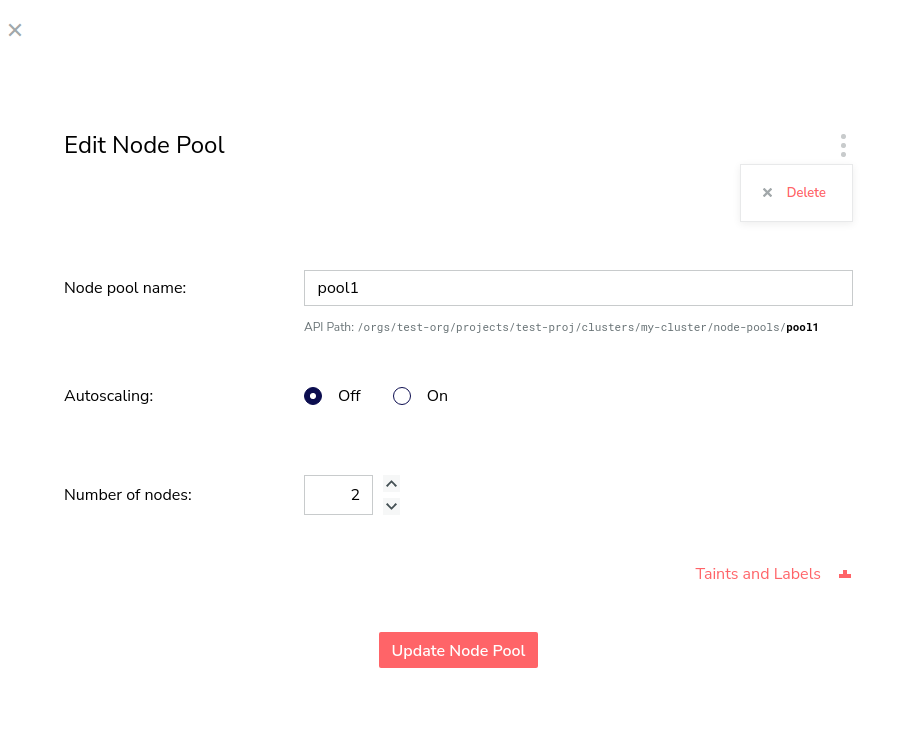 Edit Node Pool
Delete
Node pool name:
pool1
API Path: /orgs/test-org/projects/test-proj/clusters/my-cluster/node-pools/pool1
Autoscaling:
Off
On
Number of nodes:
2
Taints and Labels
Update Node Pool